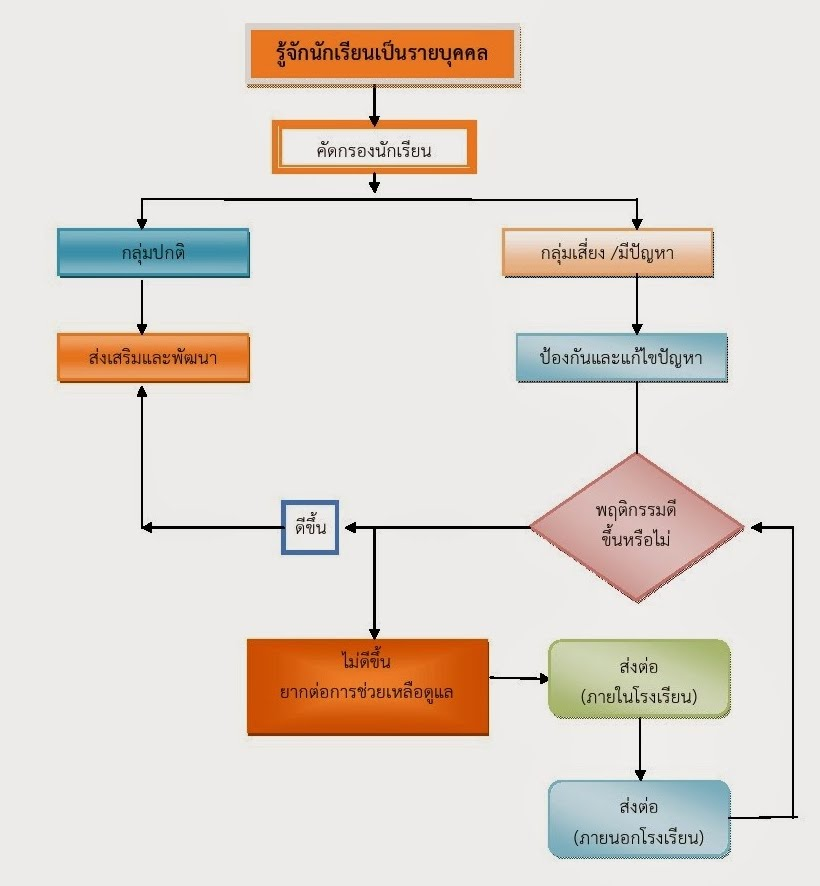 รู้จักนักเรียนเป็นรายบุคคล
คัดกรองนักเรียน
กลุ่มปกติ
กลุ่มเสี่ยง /มีปัญหา
ส่งเสริมและพัฒนา
ป้องกันและแก้ไขปัญหา
พฤติกรรมดี
ขึ้นหรือไม่
ดีขึ้น
ไม่ดีขึ้น
ยากต่อการช่วยเหลือดูแล
ส่งต่อ
(ภายในโรงเรียน)
ส่งต่อ
(ภายนอกโรงเรียน)